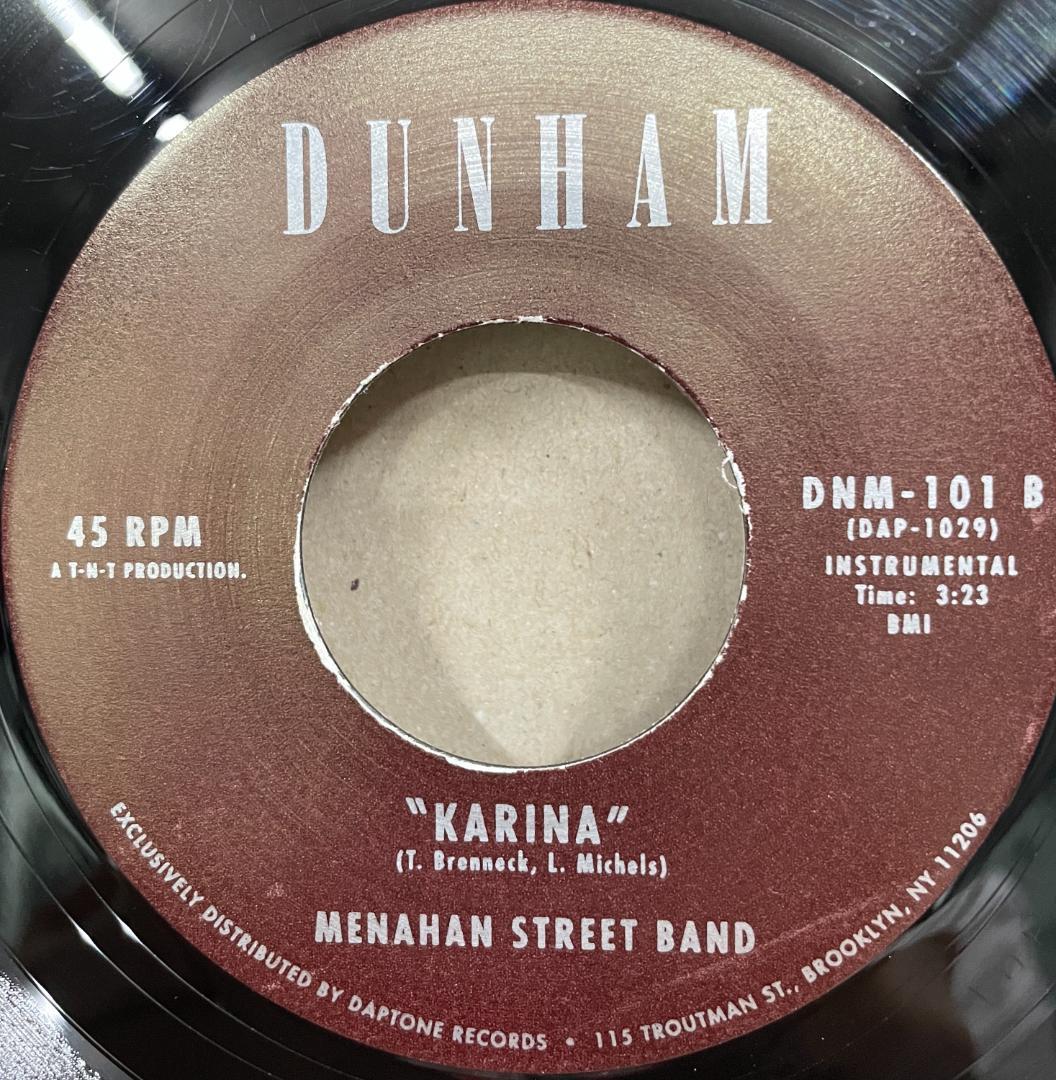 DUNHAM
45 RPM
A T-N-T PRODUCTION.
DNM-101 B
(DAP-1029)
INSTRUMENTAL
Time: 3:23
BMI
"KARINA"
(T. Brenneck, L. Michels)
MENAHAN STREET BAND
EXCLUSIVELY DISTRIBUTED BY DAPTONE RECORDS • 115 TROUTMAN ST., BROOKLYN, NY 11206